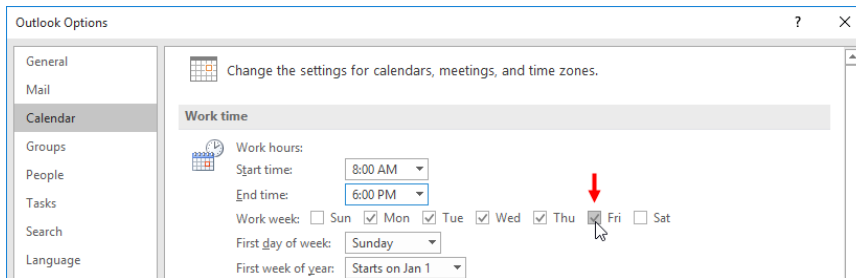 Outlook Options ? ×
General
Mail
Calendar
Groups
People
Tasks
Search
Language
Change the settings for calendars, meetings, and time zones.
Work time
Work hours:
Start time: 8:00 AM
End time: 6:00 PM
Work week: Sun Mon Tue Wed Thu Fri Sat
First day of week: Sunday
First week of year: Starts on Jan 1